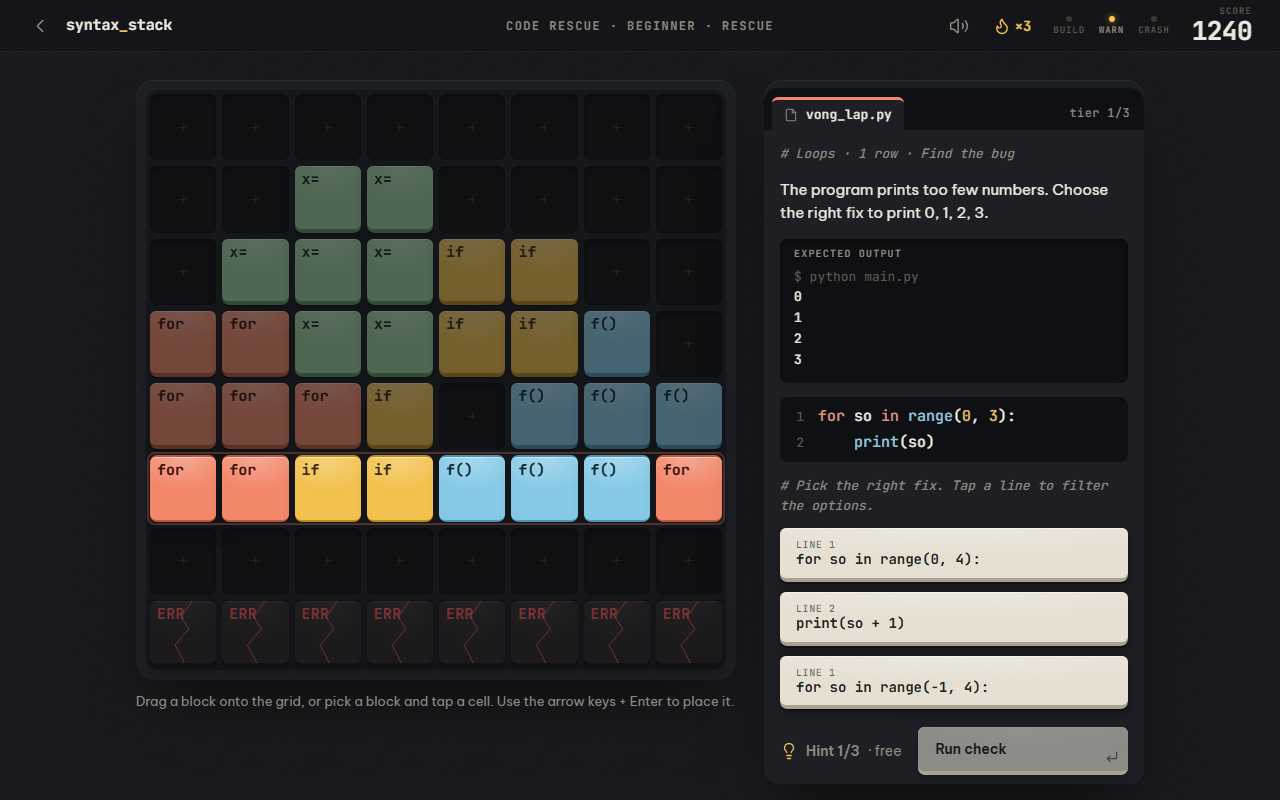 syntax_stack
CODE RESCUE · BEGINNER · RESCUE
×3
BUILD WARN CRASH
SCORE
1240
x= x=
x= x= x= if if
for for x= x= if if f()
for for for if f() f() f()
for for if if f() f() f() for
ERR ERR ERR ERR ERR ERR ERR ERR
Drag a block onto the grid, or pick a block and tap a cell. Use the arrow keys + Enter to place it.
vong_lap.py
tier 1/3
# Loops · 1 row · Find the bug
The program prints too few numbers. Choose
the right fix to print 0, 1, 2, 3.
EXPECTED OUTPUT
$ python main.py
0
1
2
3
1 for so in range(0, 3):
2 print(so)
# Pick the right fix. Tap a line to filter
the options.
LINE 1
for so in range(0, 4):
LINE 2
print(so + 1)
LINE 1
for so in range(-1, 4):
Hint 1/3 · free
Run check